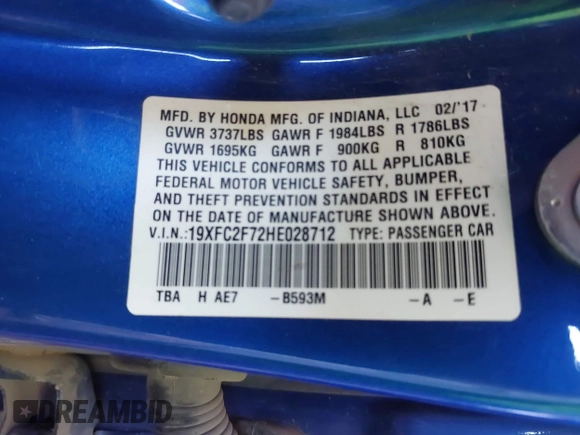 MFD. BY HONDA MFG. OF INDIANA, LLC 02/'17
GVWR 3737LBS GAWR F 1984LBS R 1786LBS
GVWR 1695KG GAWR F 900KG R 810KG
THIS VEHICLE CONFORMS TO ALL APPLICABLE
FEDERAL MOTOR VEHICLE SAFETY, BUMPER,
AND THEFT PREVENTION STANDARDS IN EFFECT
ON THE DATE OF MANUFACTURE SHOWN ABOVE.
V.I.N.:19XFC2F72HE028712 TYPE: PASSENGER CAR
TBA H AE7 -B593M -A -E
DREAMBID